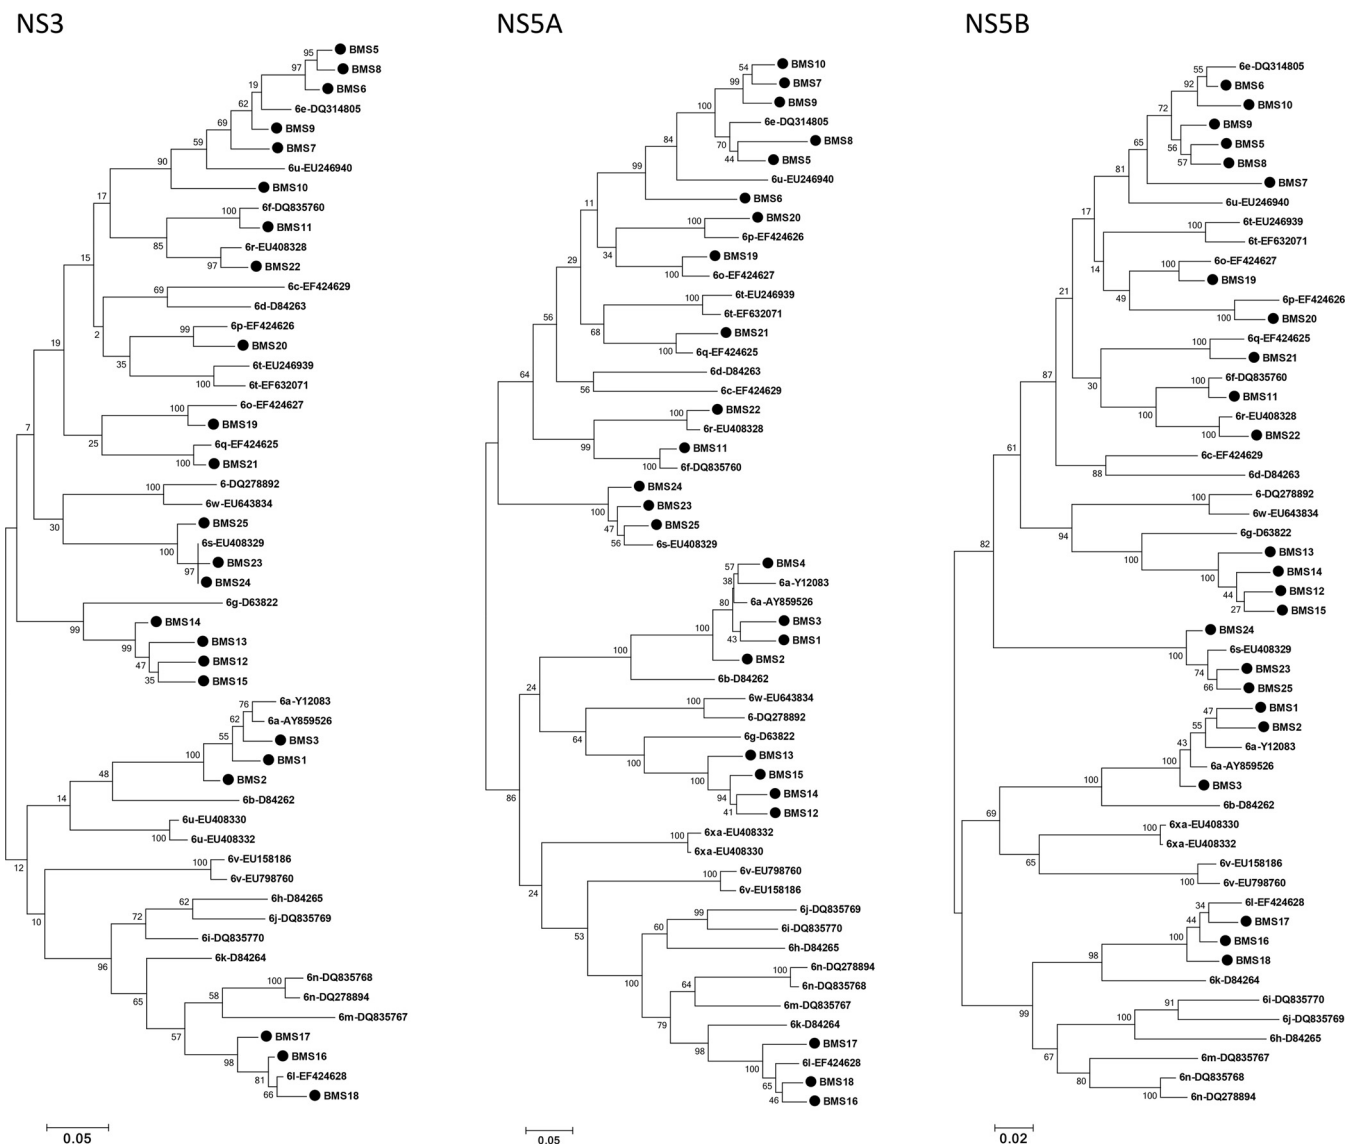 NS3
95
BMS5
97
BMS8
19
BMS6
62
6e-DQ314805
69
BMS9
59
BMS7
90
6u-EU246940
17
BMS10
100
6f-DQ835760
BMS11
85
6r-EU408328
97
BMS22
15
69
6c-EF424629
6d-D84263
2
99
6p-EF424626
BMS20
35
6t-EU246939
100
6t-EF632071
19
100
6o-EF424627
BMS19
25
6q-EF424625
100
BMS21
7
100
6-DQ278892
6w-EU643834
30
BMS25
100
6s-EU408329
97
BMS23
BMS24
6g-D63822
99
BMS14
99
BMS13
47
BMS12
35
BMS15
76
6a-Y12083
62
6a-AY859526
55
BMS3
100
BMS1
48
BMS2
14
6b-D84262
6u-EU408330
100
6u-EU408332
12
100
6v-EU158186
6v-EU798760
10
62
6h-D84265
72
6j-DQ835769
6i-DQ835770
96
6k-D84264
65
100
6n-DQ835768
58
6n-DQ278894
6m-DQ835767
57
BMS17
98
BMS16
81
6l-EF424628
66
BMS18
0.05
NS5A
54
BMS10
99
BMS7
100
BMS9
84
6e-DQ314805
70
BMS8
44
BMS5
99
6u-EU246940
BMS6
11
100
BMS20
6p-EF424626
34
BMS19
100
6o-EF424627
29
100
6t-EU246939
6t-EF632071
68
BMS21
100
6q-EF424625
56
6d-D84263
56
6c-EF424629
64
100
BMS22
6r-EU408328
99
BMS11
100
6f-DQ835760
BMS24
100
BMS23
47
BMS25
56
6s-EU408329
57
BMS4
38
6a-Y12083
80
6a-AY859526
BMS3
43
BMS1
100
BMS2
100
6b-D84262
24
100
6w-EU643834
6-DQ278892
64
6g-D63822
100
BMS13
100
BMS15
94
BMS14
41
BMS12
86
100
6xa-EU408332
6xa-EU408330
24
100
6v-EU798760
6v-EU158186
53
99
6j-DQ835769
60
6i-DQ835770
6h-D84265
100
100
6n-DQ278894
64
6n-DQ835768
6m-DQ835767
79
6k-D84264
98
BMS17
100
6l-EF424628
65
BMS18
46
BMS16
0.05
NS5B
55
6e-DQ314805
92
BMS6
72
BMS10
BMS9
56
BMS5
57
BMS8
65
BMS7
81
6u-EU246940
17
100
6t-EU246939
6t-EF632071
14
100
6o-EF424627
BMS19
49
6p-EF424626
100
BMS20
21
100
6q-EF424625
BMS21
30
100
6f-DQ835760
BMS11
100
6r-EU408328
100
BMS22
87
6c-EF424629
88
6d-D84263
61
100
6-DQ278892
6w-EU643834
94
6g-D63822
100
BMS13
100
BMS14
44
BMS12
27
BMS15
82
BMS24
100
6s-EU408329
74
BMS23
66
BMS25
47
BMS1
55
BMS2
43
6a-Y12083
100
6a-AY859526
BMS3
69
6b-D84262
100
6xa-EU408330
6xa-EU408332
65
6v-EU158186
100
6v-EU798760
34
6l-EF424628
44
BMS17
100
BMS16
98
BMS18
6k-D84264
99
91
6i-DQ835770
100
6j-DQ835769
6h-D84265
67
6m-DQ835767
80
6n-DQ835768
100
6n-DQ278894
0.02